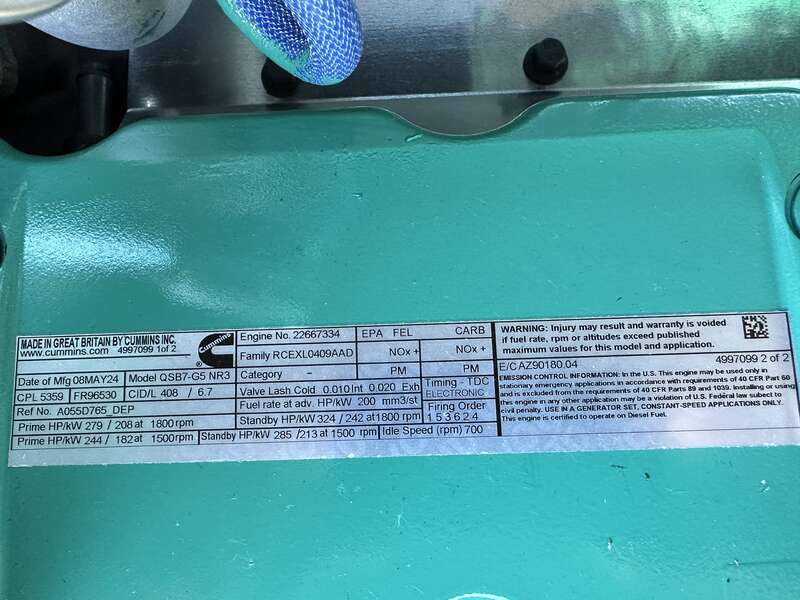 MADE IN GREAT BRITAIN BY CUMMINS INC.
www.cummins.com 4997099 1 of 2
Cummins
Date of Mfg 08MAY24 Model QSB7-G5 NR3
CPL 5359 FR96530 CID/L 408 / 6.7
Ref No. A055D765_DEP
Prime HP/kW 279 / 208 at 1800 rpm
Prime HP/kW 244 / 182 at 1500 rpm
Engine No. 22667334
Family RCEXL0409AAD
Category -
Valve Lash Cold 0.010 Int 0.020 Exh
Fuel rate at adv. HP/kW 200 mm3/st
Standby HP/kW 324 / 242 at 1800 rpm
Standby HP/kW 285 / 213 at 1500 rpm
EPA FEL CARB
NOx + NOx +
PM PM
Timing - TDC
ELECTRONIC
Firing Order
1 5 3 6 2 4
Idle Speed (rpm) 700
WARNING: Injury may result and warranty is voided
if fuel rate, rpm or altitudes exceed published
maximum values for this model and application.
E/C AZ90180.04 4997099 2 of 2
EMISSION CONTROL INFORMATION: In the U.S. This engine may be used only in
stationary emergency applications in accordance with requirements of 40 CFR Part 60
and is excluded from the requirements of 40 CFR Parts 89 and 1039. Installing or using
this engine in any other application may be a violation of U.S. Federal law subject to
civil penalty. USE IN A GENERATOR SET, CONSTANT-SPEED APPLICATIONS ONLY.
This engine is certified to operate on Diesel Fuel.